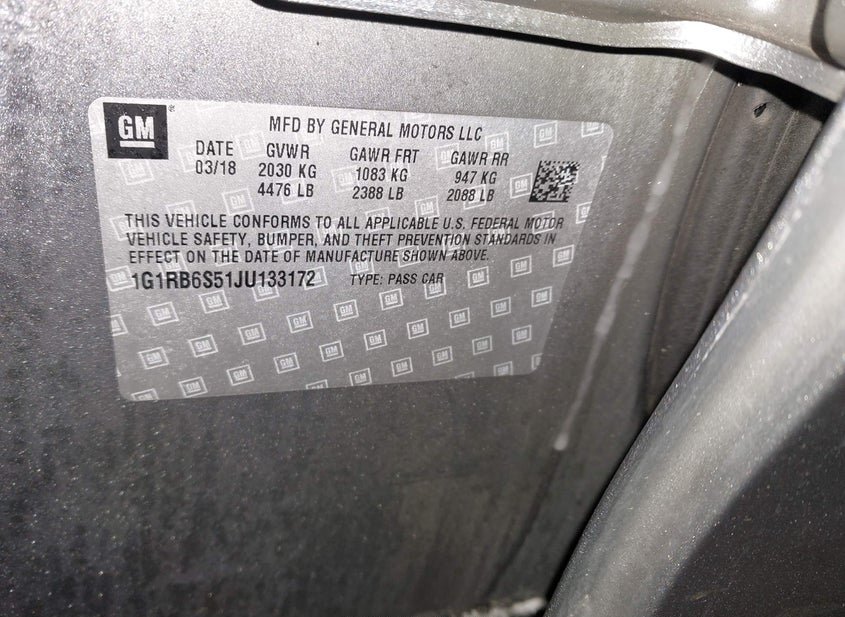 GM ®
MFD BY GENERAL MOTORS LLC
DATE GVWR GAWR FRT GAWR RR
03/18 2030 KG 1083 KG 947 KG
4476 LB 2388 LB 2088 LB
THIS VEHICLE CONFORMS TO ALL APPLICABLE U.S. FEDERAL MOTOR
VEHICLE SAFETY, BUMPER, AND THEFT PREVENTION STANDARDS IN
EFFECT ON THE DATE OF MANUFACTURE SHOWN ABOVE.
1G1RB6S51JU133172 TYPE: PASS CAR